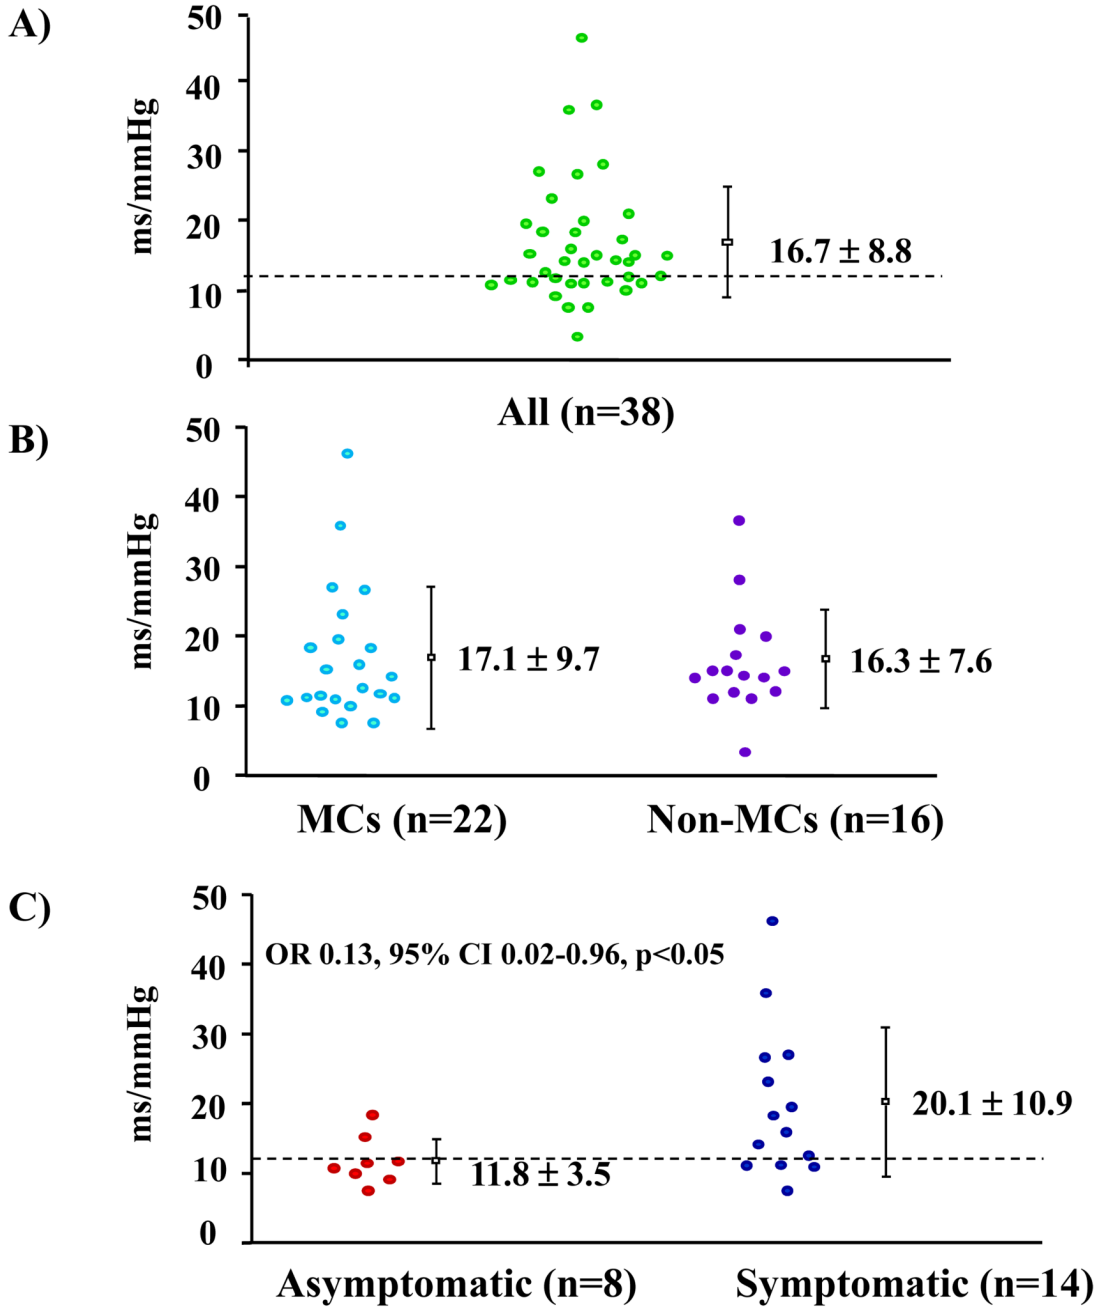 A)
50
40
30
20
10
0
ms/mmHg
16.7 ± 8.8
All (n=38)
B)
50
40
30
20
10
0
ms/mmHg
17.1 ± 9.7
16.3 ± 7.6
MCs (n=22)
Non-MCs (n=16)
C)
50
40
30
20
10
0
ms/mmHg
OR 0.13, 95% CI 0.02-0.96, p<0.05
11.8 ± 3.5
20.1 ± 10.9
Asymptomatic (n=8)
Symptomatic (n=14)